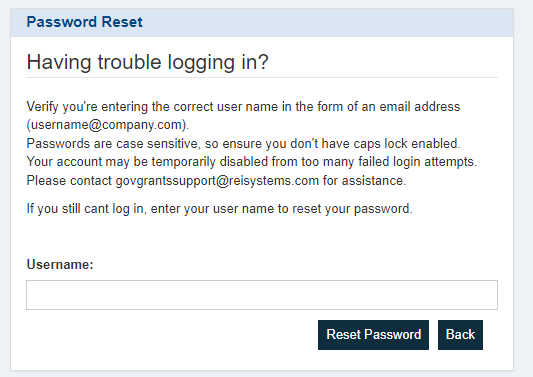 Password Reset
Having trouble logging in?
Verify you're entering the correct user name in the form of an email address
(username@company.com).
Passwords are case sensitive, so ensure you don't have caps lock enabled.
Your account may be temporarily disabled from too many failed login attempts.
Please contact govgrantssupport@reisystems.com for assistance.
If you still cant log in, enter your user name to reset your password.
Username:
Reset Password Back